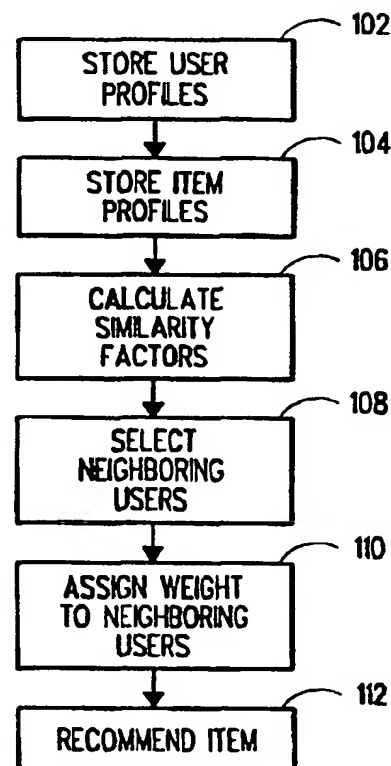 102
STORE USER
PROFILES
104
STORE ITEM
PROFILES
106
CALCULATE
SIMILARITY
FACTORS
108
SELECT
NEIGHBORING
USERS
110
ASSIGN WEIGHT
TO NEIGHBORING
USERS
112
RECOMMEND ITEM